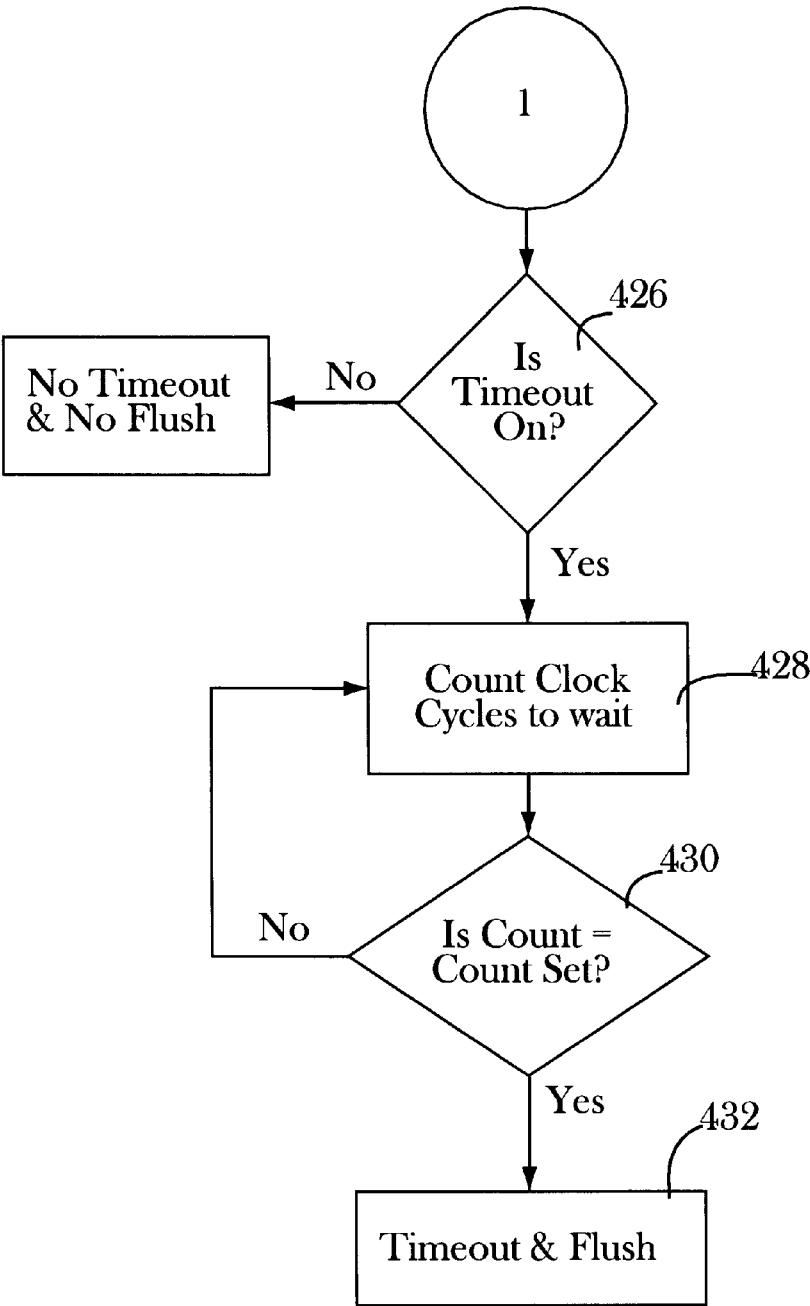 1
426
Is
Timeout
On?
No
No Timeout
& No Flush
Yes
Count Clock
Cycles to wait
428
430
Is Count =
Count Set?
No
Yes
432
Timeout & Flush